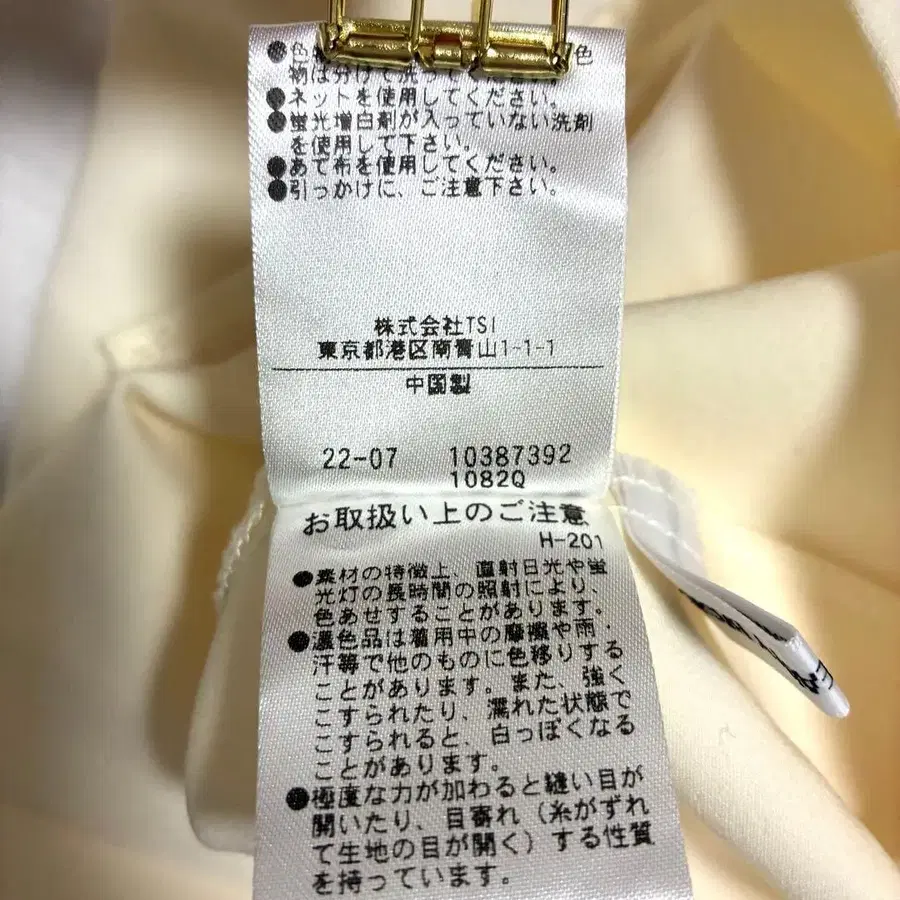 ●色
色
物は分けて洗
ください。
●ネットを使用してください。
●蛍光増白剤が入っていない洗剤
を使用して下さい。
●あて布を使用してください。
●引っかけに、ご注意下さい。
株式会社TSI
東京都港区南青山1-1-1
中国製
22-07 10387392
1082Q
お取扱い上のご注意
H-201
●素材の特徴上、直射日光や蛍
光灯の長時間の照射により、
色あせすることがあります。
●濃色品は着用中の摩擦や雨・
汗等で他のものに色移りする
ことがあります。また、強く
こすられたり、濡れた状態で
こすられると、白っぽくなる
ことがあります。
●極度な力が加わると縫い目が
開いたり、目寄れ（糸がずれ
て生地の目が開く）する性質
を持っています。